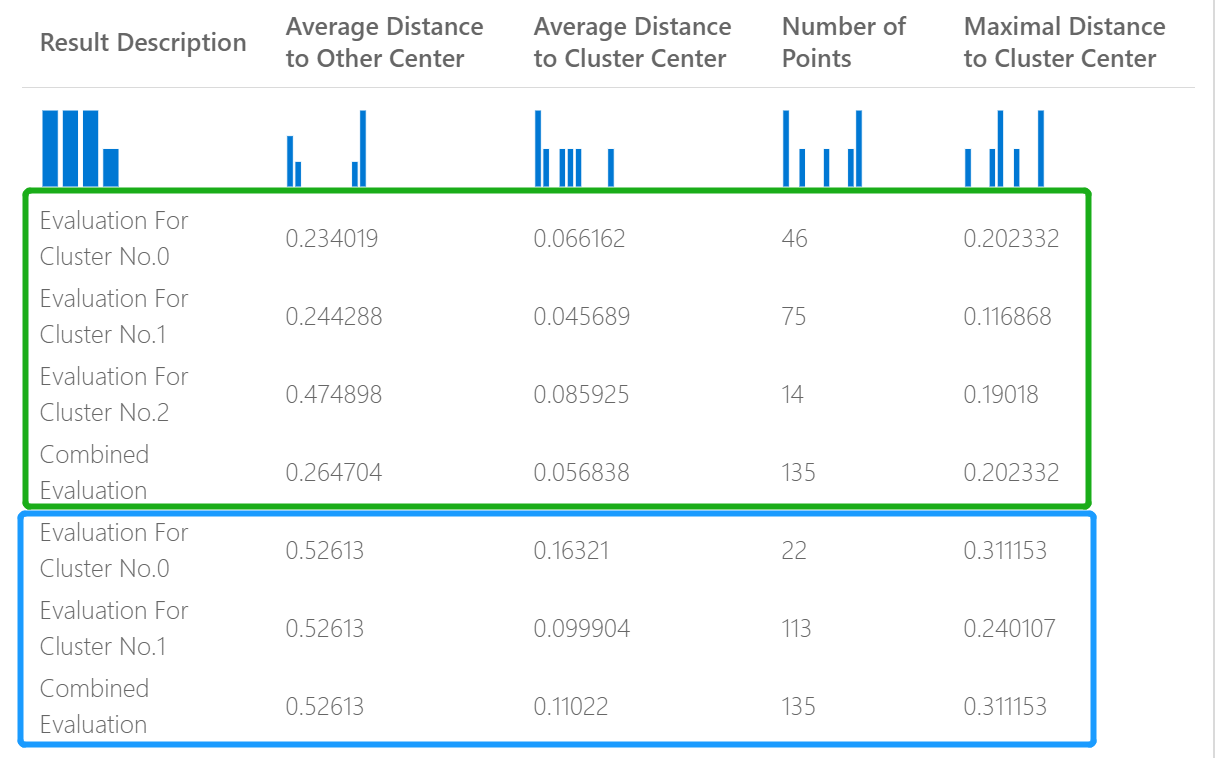 Result Description
Average Distance
to Other Center
Average Distance
to Cluster Center
Number of
Points
Maximal Distance
to Cluster Center
Evaluation For
Cluster No.0
0.234019
0.066162
46
0.202332
Evaluation For
Cluster No.1
0.244288
0.045689
75
0.116868
Evaluation For
Cluster No.2
0.474898
0.085925
14
0.19018
Combined
Evaluation
0.264704
0.056838
135
0.202332
Evaluation For
Cluster No.0
0.52613
0.16321
22
0.311153
Evaluation For
Cluster No.1
0.52613
0.099904
113
0.240107
Combined
Evaluation
0.52613
0.11022
135
0.311153